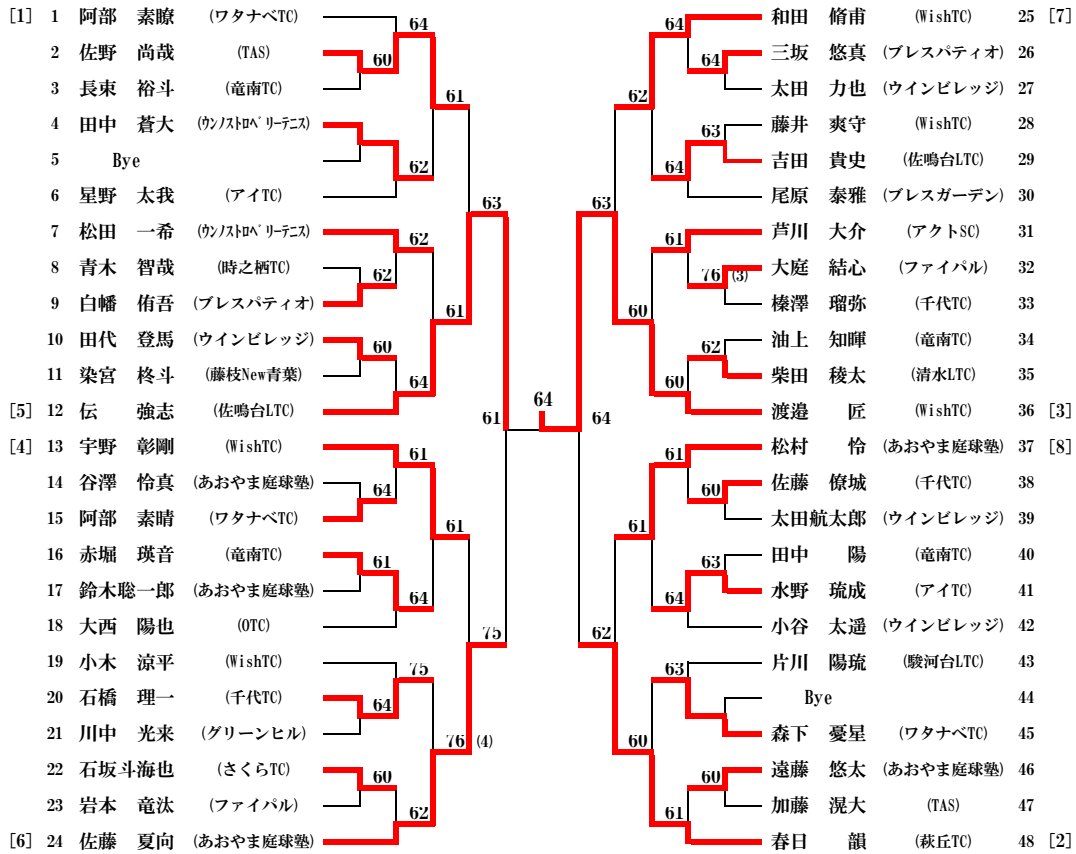 [1] 1 阿部 素瞭 (ワタナベTC)
2 佐野 尚哉 (TAS)
3 長東 裕斗 (竜南TC)
4 田中 蒼大 (ウンノストロベリーテニス)
5 Bye
6 星野 太我 (アイTC)
7 松田 一希 (ウンノストロベリーテニス)
8 青木 智哉 (時之栖TC)
9 白幡 侑吾 (ブレスパティオ)
10 田代 登馬 (ウインビレッジ)
11 染宮 柊斗 (藤枝New青葉)
[5] 12 伝 強志 (佐鳴台LTC)
[4] 13 宇野 彰剛 (WishTC)
14 谷澤 怜真 (あおやま庭球塾)
15 阿部 素晴 (ワタナベTC)
16 赤堀 瑛音 (竜南TC)
17 鈴木聡一郎 (あおやま庭球塾)
18 大西 陽也 (OTC)
19 小木 涼平 (WishTC)
20 石橋 理一 (千代TC)
21 川中 光来 (グリーンヒル)
22 石坂斗海也 (さくらTC)
23 岩本 竜汰 (ファイパル)
[6] 24 佐藤 夏向 (あおやま庭球塾)
64
60
62
62
62
60
64
61
64
61
64
75
64
60
62
61
61
61
76 (4)
63
75
61
64
64
63
62
62
61
60
61
60
64
64
63
61
76 (3)
62
60
61
60
63
64
63
60
61
和田 脩甫 (WishTC) 25 [7]
三坂 悠真 (ブレスパティオ) 26
太田 力也 (ウインビレッジ) 27
藤井 爽守 (WishTC) 28
吉田 貴史 (佐鳴台LTC) 29
尾原 泰雅 (ブレスガーデン) 30
芦川 大介 (アクトSC) 31
大庭 結心 (ファイパル) 32
榛澤 瑠弥 (千代TC) 33
油上 知暉 (竜南TC) 34
柴田 稜太 (清水LTC) 35
渡邉 匠 (WishTC) 36 [3]
松村 怜 (あおやま庭球塾) 37 [8]
佐藤 僚城 (千代TC) 38
太田航太郎 (ウインビレッジ) 39
田中 陽 (竜南TC) 40
水野 琉成 (アイTC) 41
小谷 太遥 (ウインビレッジ) 42
片川 陽琉 (駿河台LTC) 43
Bye 44
森下 憂星 (ワタナベTC) 45
遠藤 悠太 (あおやま庭球塾) 46
加藤 滉大 (TAS) 47
春日 韻 (萩丘TC) 48 [2]